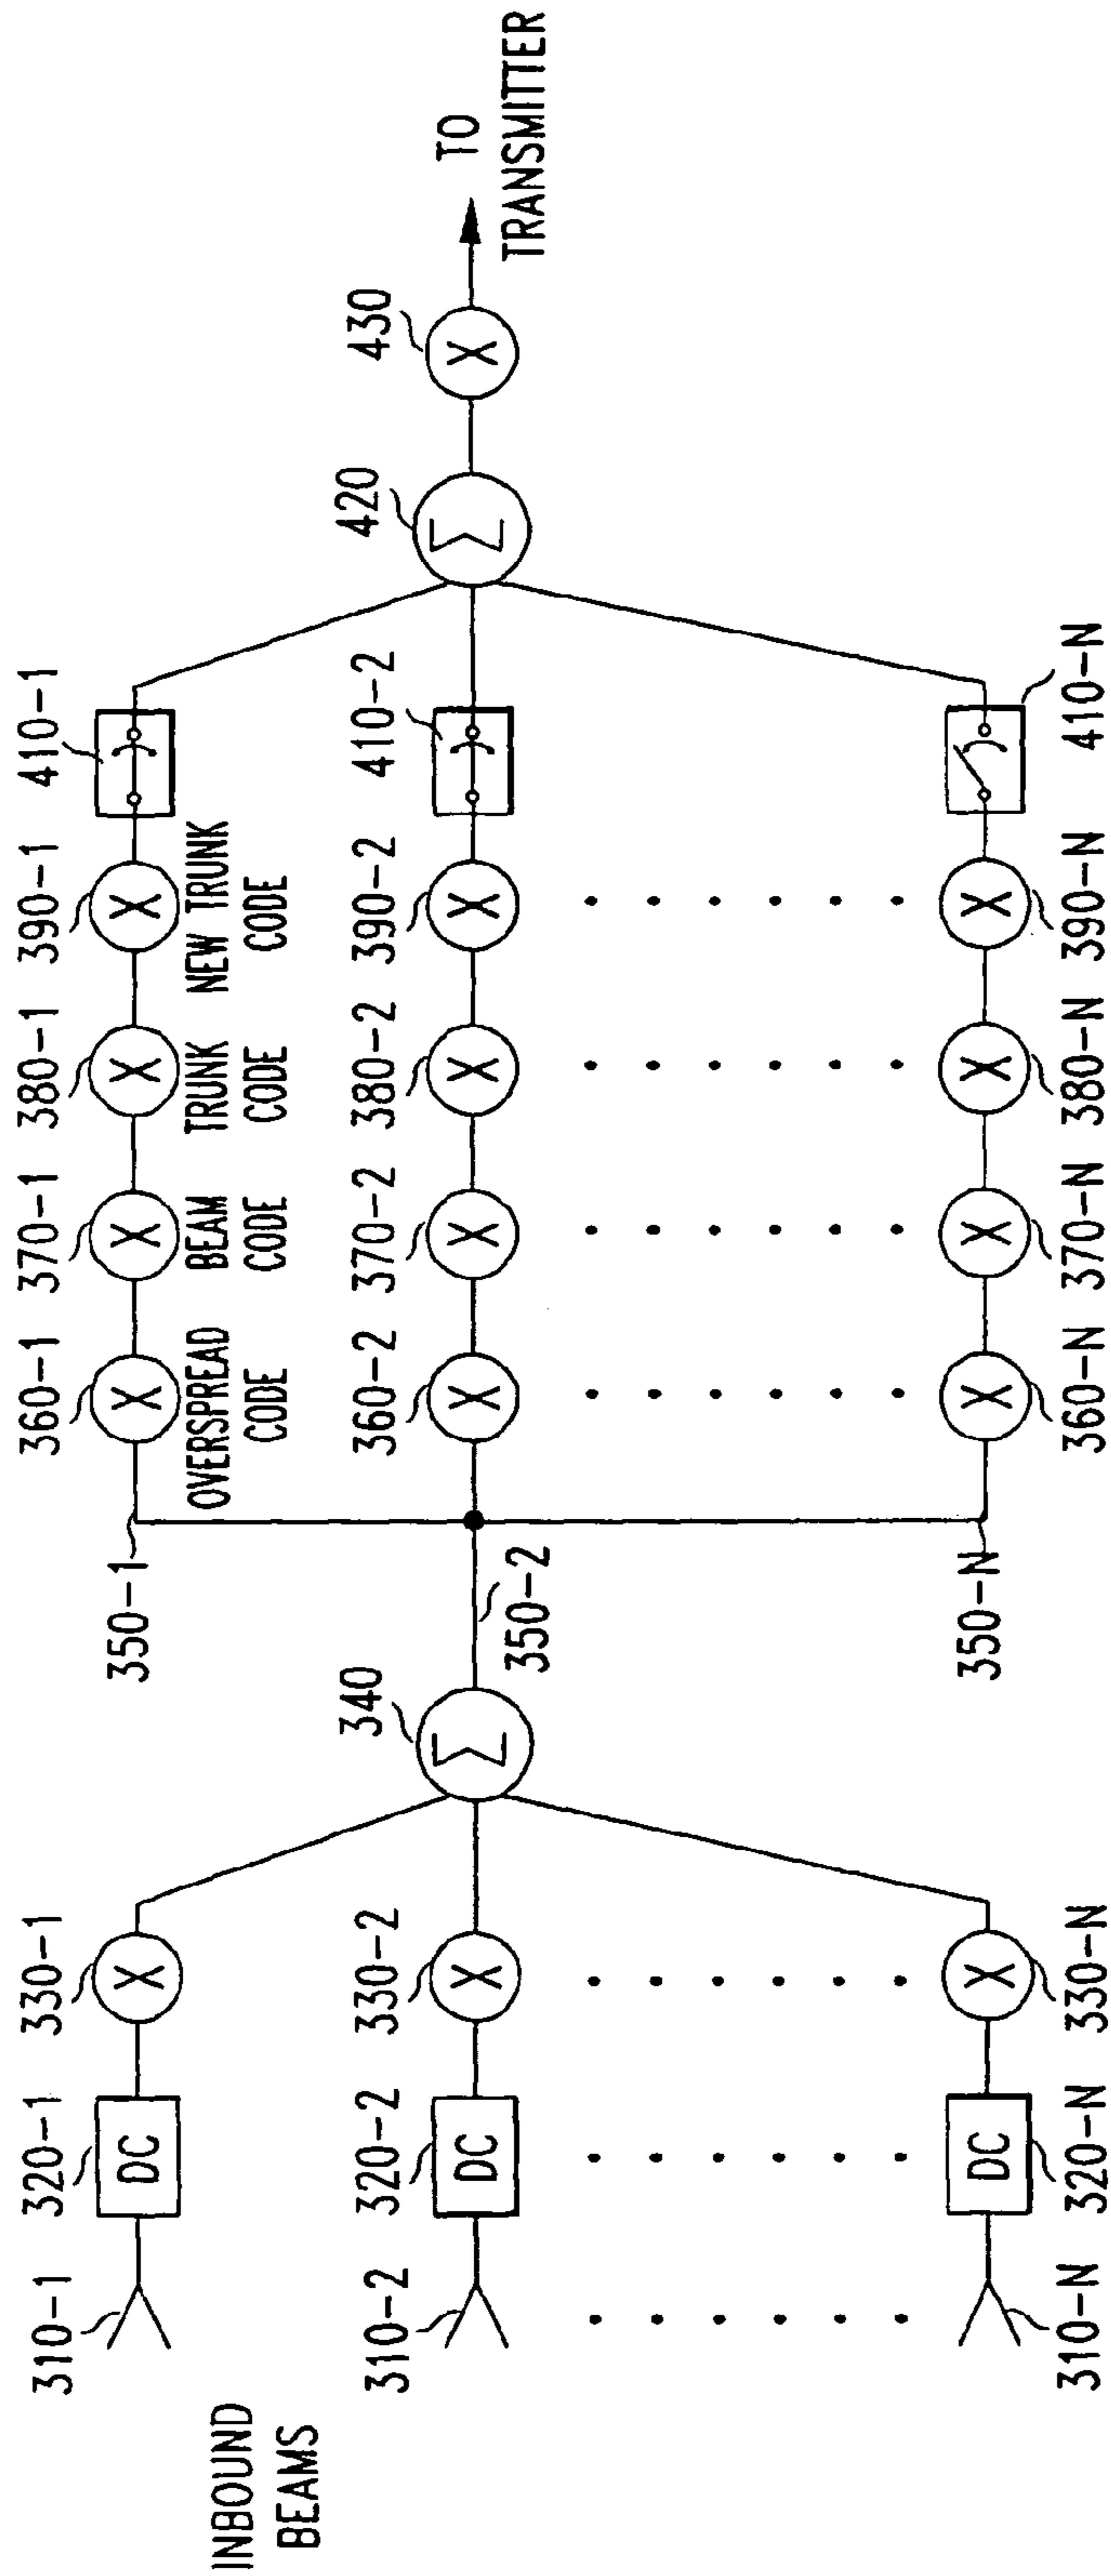 INBOUND
BEAMS
310-1
320-1
DC
330-1
X
310-2
320-2
DC
330-2
X
310-N
320-N
DC
330-N
X
340
Σ
350-1
350-2
350-N
360-1
X
OVERSPREAD
CODE
370-1
X
BEAM
CODE
380-1
X
TRUNK
CODE
390-1
X
NEW TRUNK
CODE
410-1
360-2
X
370-2
X
380-2
X
390-2
X
410-2
360-N
X
370-N
X
380-N
X
390-N
X
410-N
420
Σ
430
X
TO
TRANSMITTER